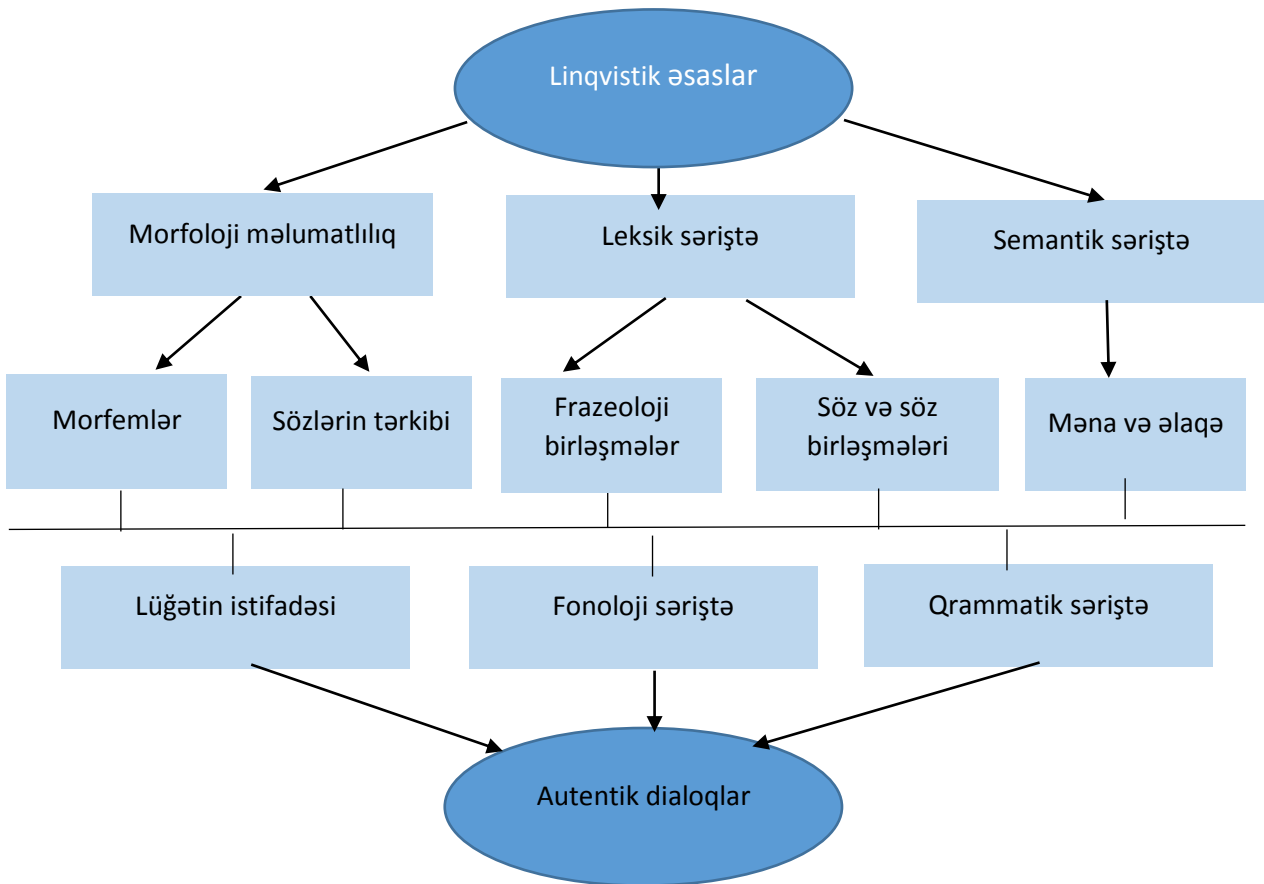 Linqvistik əsaslar
Morfoloji məlumatlılıq
Leksik səriştə
Semantik səriştə
Morfemlər
Sözlərin tərkibi
Frazeoloji
birləşmələr
Söz və söz
birləşmələri
Məna və əlaqə
Lüğətin istifadəsi
Fonoloji səriştə
Qrammatik səriştə
Autentik dialoqlar